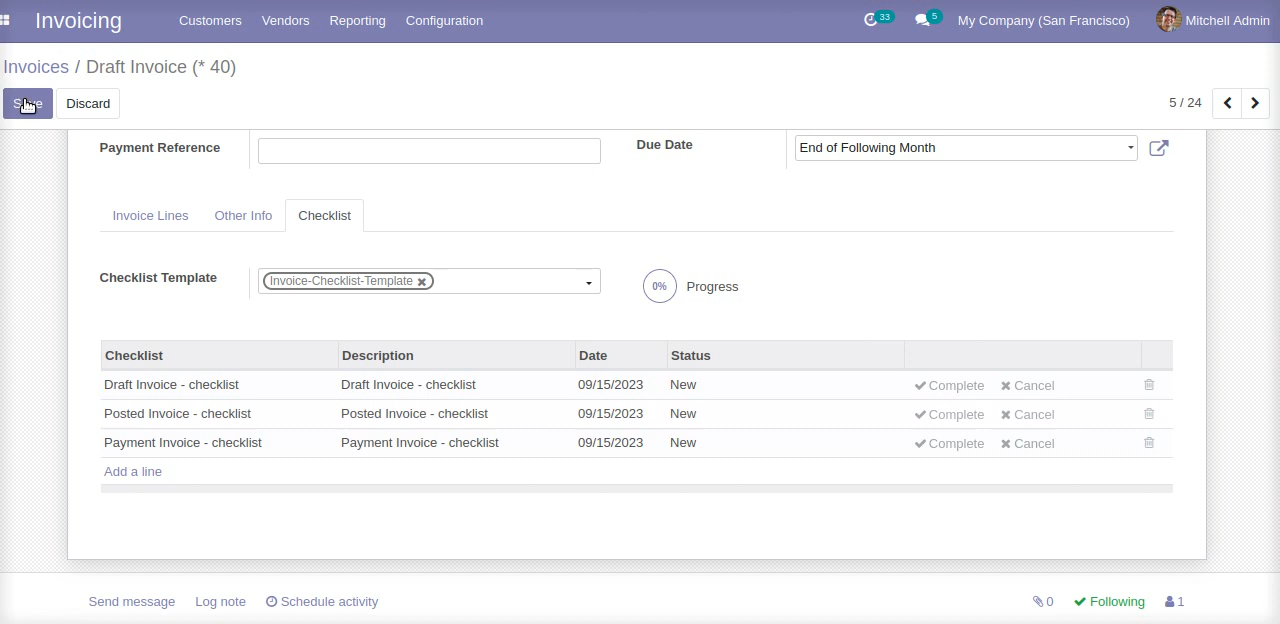 Invoicing Customers Vendors Reporting Configuration 33 5 My Company (San Francisco) Mitchell Admin
Invoices / Draft Invoice (* 40)
Discard 5 / 24
Payment Reference Due Date End of Following Month
Invoice Lines Other Info Checklist
Checklist Template Invoice-Checklist-Template 0% Progress
Checklist Description Date Status
Draft Invoice - checklist Draft Invoice - checklist 09/15/2023 New Complete Cancel
Posted Invoice - checklist Posted Invoice - checklist 09/15/2023 New Complete Cancel
Payment Invoice - checklist Payment Invoice - checklist 09/15/2023 New Complete Cancel
Add a line
Send message Log note Schedule activity 0 Following 1